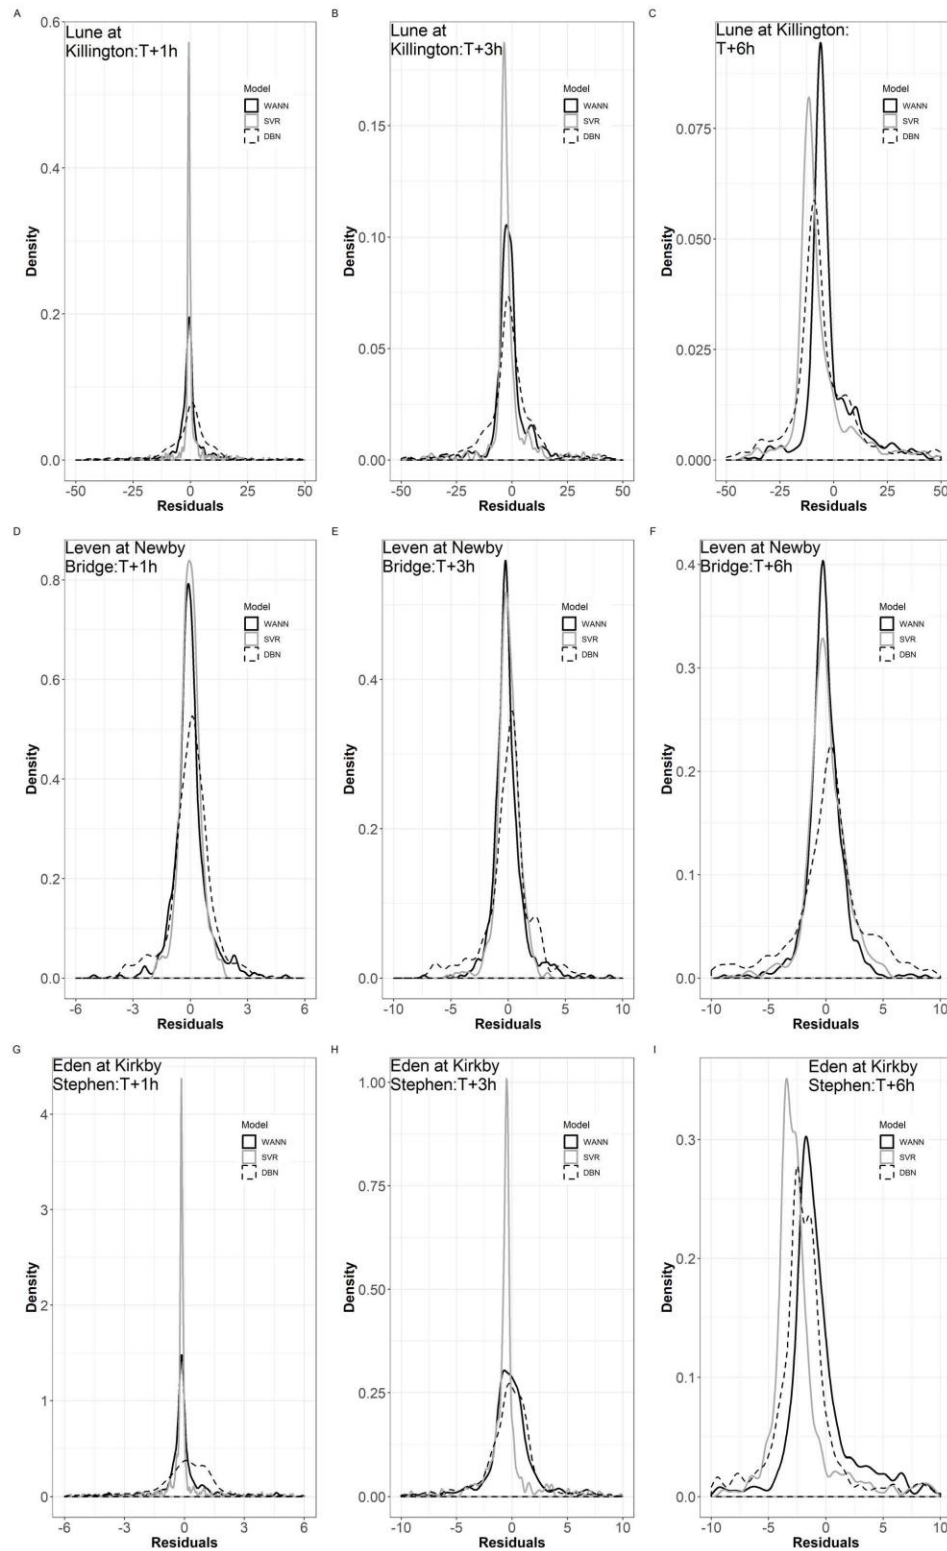 A
Lune at
Killington:T+1h
Model
WANN
SVR
DBN
0.6
0.4
0.2
0.0
Density
-50
-25
0
25
50
Residuals
B
Lune at
Killington:T+3h
Model
WANN
SVR
DBN
0.15
0.10
0.05
0.00
Density
-50
-25
0
25
50
Residuals
C
Lune at Killington:
T+6h
Model
WANN
SVR
DBN
0.075
0.050
0.025
0.000
Density
-50
-25
0
25
50
Residuals
D
Leven at Newby
Bridge:T+1h
Model
WANN
SVR
DBN
0.8
0.6
0.4
0.2
0.0
Density
-6
-3
0
3
6
Residuals
E
Leven at Newby
Bridge:T+3h
Model
WANN
SVR
DBN
0.4
0.2
0.0
Density
-10
-5
0
5
10
Residuals
F
Leven at Newby
Bridge:T+6h
Model
WANN
SVR
DBN
0.4
0.3
0.2
0.1
0.0
Density
-10
-5
0
5
10
Residuals
G
Eden at Kirkby
Stephen:T+1h
Model
WANN
SVR
DBN
4
3
2
1
0
Density
-6
-3
0
3
6
Residuals
H
Eden at Kirkby
Stephen:T+3h
Model
WANN
SVR
DBN
1.00
0.75
0.50
0.25
0.00
Density
-10
-5
0
5
10
Residuals
I
Eden at Kirkby
Stephen:T+6h
Model
WANN
SVR
DBN
0.3
0.2
0.1
0.0
Density
-10
-5
0
5
10
Residuals